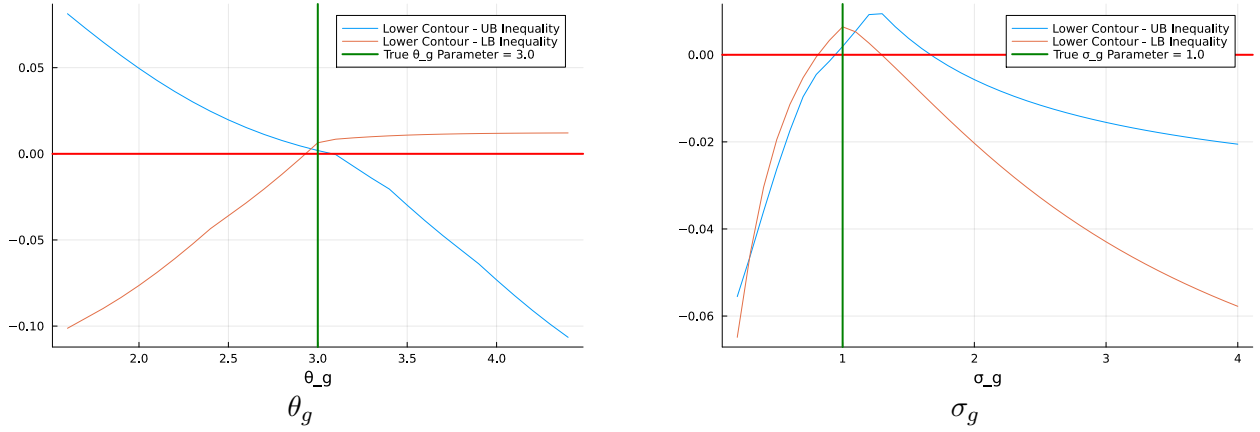 Lower Contour - UB Inequality
Lower Contour - LB Inequality
True θ_g Parameter = 3.0
0.05
0.00
−0.05
−0.10
2.0 2.5 3.0 3.5 4.0
θ_g
θg
Lower Contour - UB Inequality
Lower Contour - LB Inequality
True σ_g Parameter = 1.0
0.00
−0.02
−0.04
−0.06
1 2 3 4
σ_g
σg